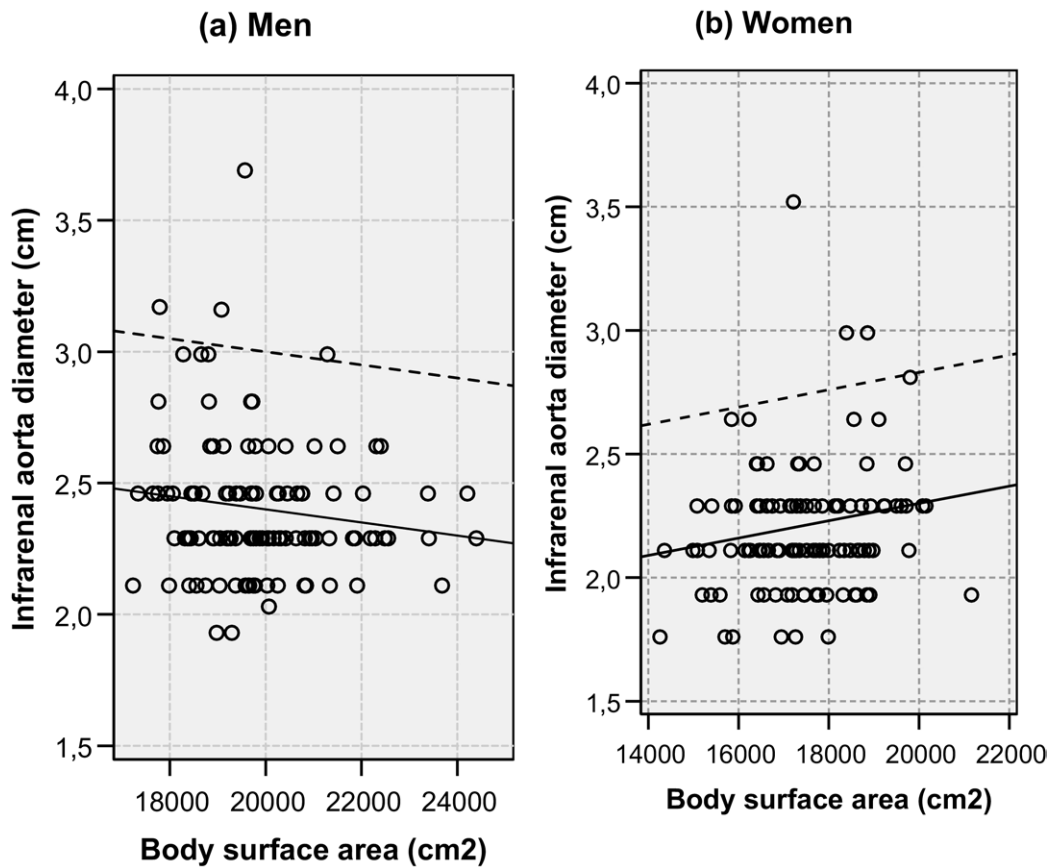 (a) Men
Infrarenal aorta diameter (cm)
4,0
3,5
3,0
2,5
2,0
1,5
18000 20000 22000 24000
Body surface area (cm2)
(b) Women
Infrarenal aorta diameter (cm)
4,0
3,5
3,0
2,5
2,0
1,5
14000 16000 18000 20000 22000
Body surface area (cm2)